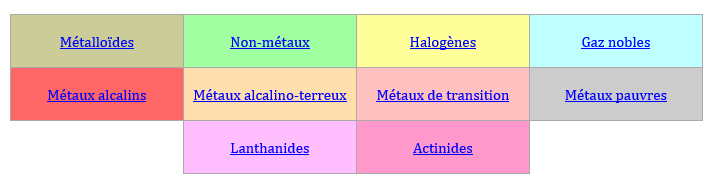 Métalloïdes
Non-métaux
Halogènes
Gaz nobles
Métaux alcalins
Métaux alcalino-terreux
Métaux de transition
Métaux pauvres
Lanthanides
Actinides